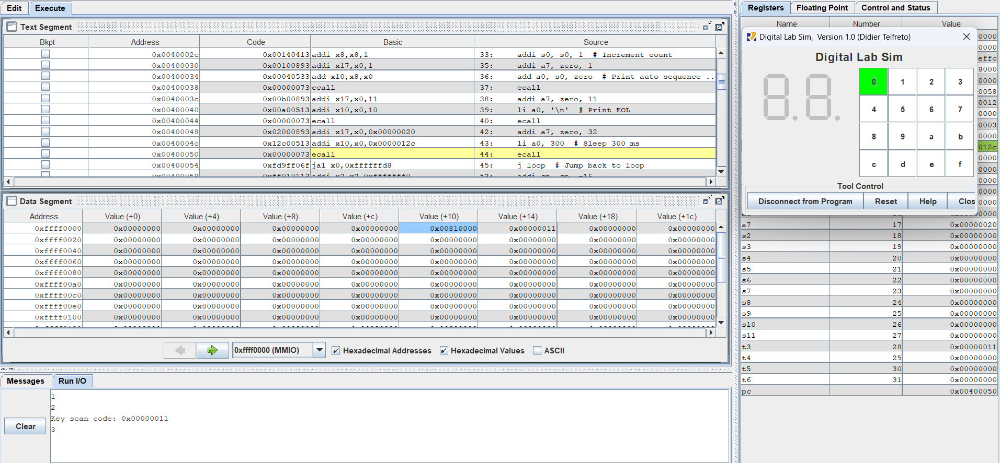 Edit Execute
Text Segment
Bkpt Address Code Basic Source
0x0040002c 0x00140413 addi x8,x8,1 33: addi s0, s0, 1 # Increment count
0x00400030 0x00100893 addi x17,x0,1 35: addi a7, zero, 1
0x00400034 0x00040533 add x10,x8,x0 36: add a0, s0, zero # Print auto sequence ..
0x00400038 0x00000073 ecall 37: ecall
0x0040003c 0x00b00893 addi x17,x0,11 38: addi a7, zero, 11
0x00400040 0x00a00513 addi x10,x0,10 39: li a0, '\n' # Print EOL
0x00400044 0x00000073 ecall 40: ecall
0x00400048 0x02000893 addi x17,x0,0x00000020 42: addi a7, zero, 32
0x0040004c 0x12c00513 addi x10,x0,0x0000012c 43: li a0, 300 # Sleep 300 ms
0x00400050 0x00000073 ecall 44: ecall
0x00400054 0xfd9ff06f jal x0,0xffffffd8 45: j loop # Jump back to loop
0x00400058 0xff010113 addi x2,x2,0xfffffff0 53: addi sp, sp, -16
Data Segment
Address Value (+0) Value (+4) Value (+8) Value (+c) Value (+10) Value (+14) Value (+18) Value (+1c)
0xffff0000 0x00000000 0x00000000 0x00000000 0x00000000 0x00810000 0x00000011 0x00000000 0x00000000
0xffff0020 0x00000000 0x00000000 0x00000000 0x00000000 0x00000000 0x00000000 0x00000000 0x00000000
0xffff0040 0x00000000 0x00000000 0x00000000 0x00000000 0x00000000 0x00000000 0x00000000 0x00000000
0xffff0060 0x00000000 0x00000000 0x00000000 0x00000000 0x00000000 0x00000000 0x00000000 0x00000000
0xffff0080 0x00000000 0x00000000 0x00000000 0x00000000 0x00000000 0x00000000 0x00000000 0x00000000
0xffff00a0 0x00000000 0x00000000 0x00000000 0x00000000 0x00000000 0x00000000 0x00000000 0x00000000
0xffff00c0 0x00000000 0x00000000 0x00000000 0x00000000 0x00000000 0x00000000 0x00000000 0x00000000
0xffff00e0 0x00000000 0x00000000 0x00000000 0x00000000 0x00000000 0x00000000 0x00000000 0x00000000
0xffff0100 0x00000000 0x00000000 0x00000000 0x00000000 0x00000000 0x00000000 0x00000000 0x00000000
0xffff0000 (MMIO) Hexadecimal Addresses Hexadecimal Values ASCII
Messages Run I/O
Clear
1
2
Key scan code: 0x00000011
3
Registers Floating Point Control and Status
Name Number Value
Digital Lab Sim, Version 1.0 (Didier Teifreto)
Digital Lab Sim
8.8.
0 1 2 3
4 5 6 7
8 9 a b
c d e f
Tool Control
Disconnect from Program Reset Help Clos
0000
0000
effc
8000
0000
0058
0012
0000
0003
0000
012c
0000
0000
0000
0000
0000
a7 17 0x00000020
s2 18 0x00000000
s3 19 0x00000000
s4 20 0x00000000
s5 21 0x00000000
s6 22 0x00000000
s7 23 0x00000000
s8 24 0x00000000
s9 25 0x00000000
s10 26 0x00000000
s11 27 0x00000000
t3 28 0x00000011
t4 29 0x00000000
t5 30 0x00000000
t6 31 0x00000000
pc 0x00400050